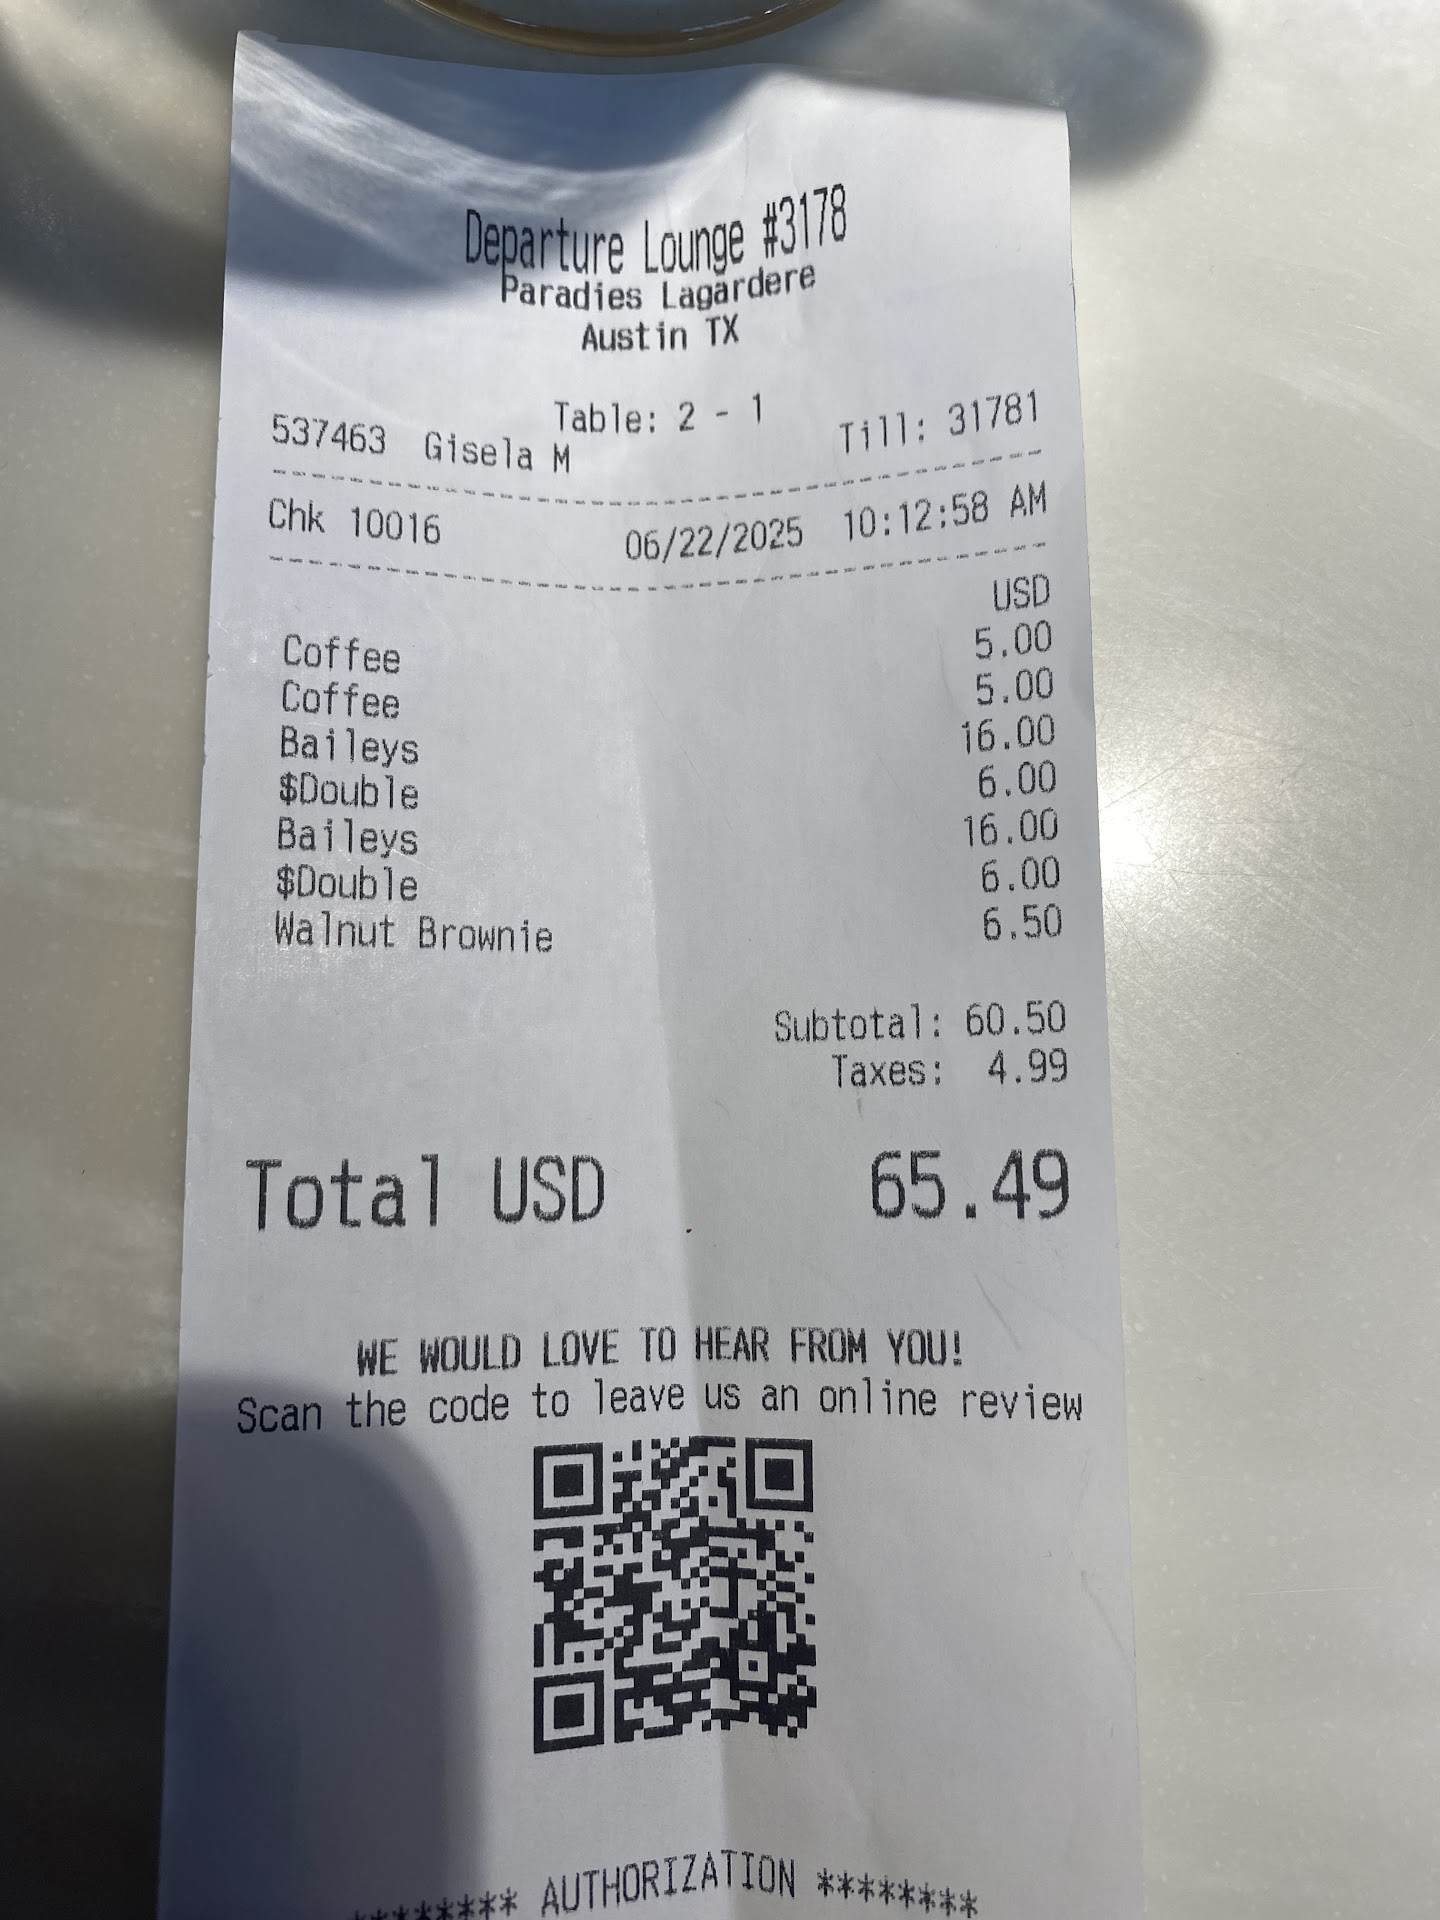 Departure Lounge #3178
Paradies Lagardere
Austin TX
Table: 2 - 1
537463 Gisela M Till: 31781
Chk 10016 06/22/2025 10:12:58 AM
USD
Coffee 5.00
Coffee 5.00
Baileys 16.00
$Double 6.00
Baileys 16.00
$Double 6.00
Walnut Brownie 6.50
Subtotal: 60.50
Taxes: 4.99
Total USD 65.49
WE WOULD LOVE TO HEAR FROM YOU!
Scan the code to leave us an online review
******** AUTHORIZATION ********